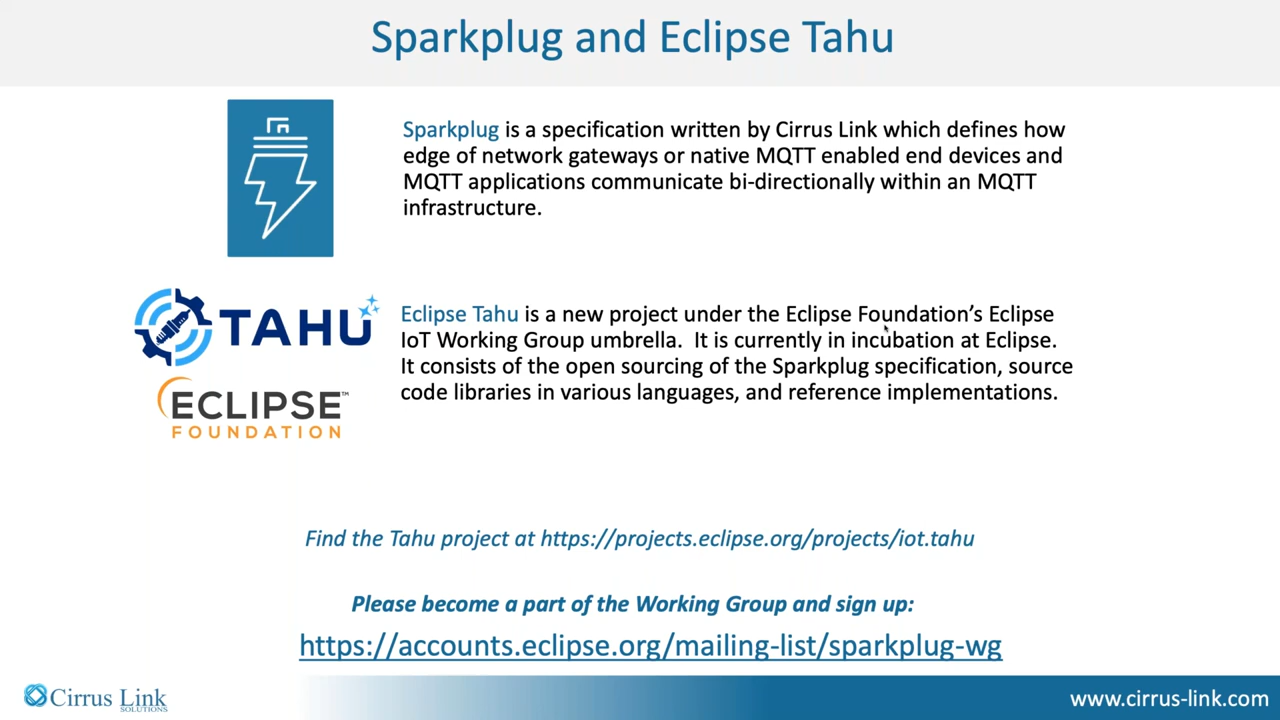 Sparkplug and Eclipse Tahu
Sparkplug is a specification written by Cirrus Link which defines how
edge of network gateways or native MQTT enabled end devices and
MQTT applications communicate bi-directionally within an MQTT
infrastructure.
TAHU
ECLIPSE™
FOUNDATION
Eclipse Tahu is a new project under the Eclipse Foundation's Eclipse
IoT Working Group umbrella. It is currently in incubation at Eclipse.
It consists of the open sourcing of the Sparkplug specification, source
code libraries in various languages, and reference implementations.
Find the Tahu project at https://projects.eclipse.org/projects/iot.tahu
Please become a part of the Working Group and sign up:
https://accounts.eclipse.org/mailing-list/sparkplug-wg
Cirrus Link
SOLUTIONS
www.cirrus-link.com